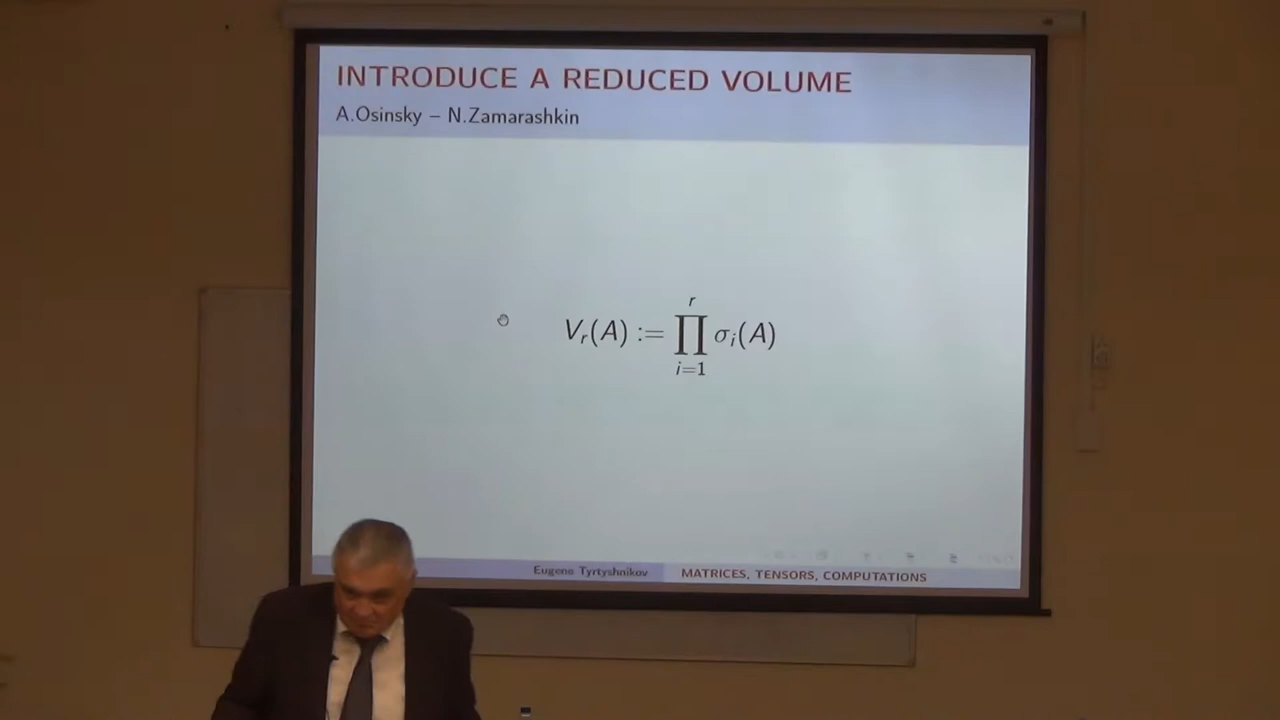 INTRODUCE A REDUCED VOLUME
A.Osinsky – N.Zamarashkin
V_r(A) := ∏_{i=1}^{r} σ_i(A)
Eugene Tyrtyshnikov MATRICES, TENSORS, COMPUTATIONS